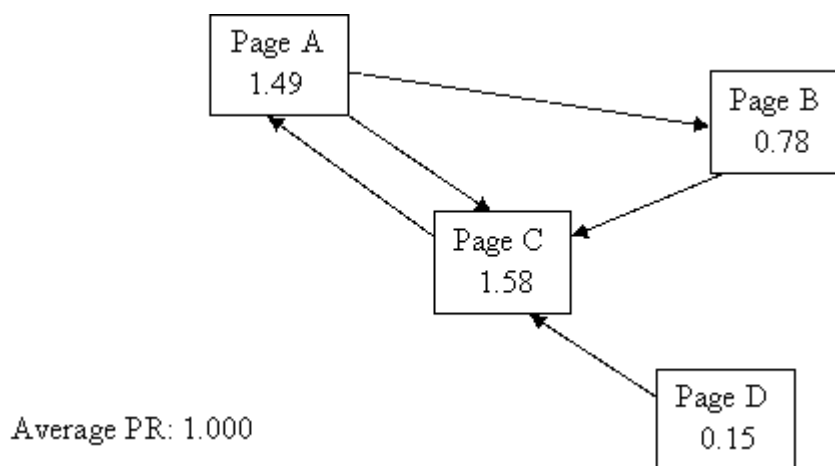 Page A
1.49
Page B
0.78
Page C
1.58
Page D
0.15
Average PR: 1.000